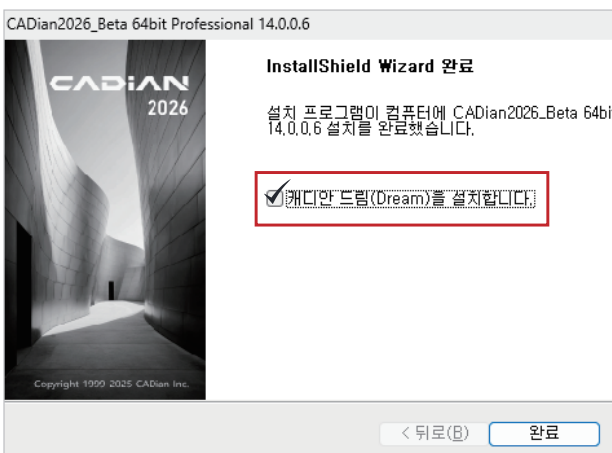 CADian2026_Beta 64bit Professional 14.0.0.6
CADiAN
2026
InstallShield Wizard 완료
설치 프로그램이 컴퓨터에 CADian2026_Beta 64bit
14.0.0.6 설치를 완료했습니다.
캐디안 드림(Dream)을 설치합니다.
Copyright 1999 2025 CADian Inc.
< 뒤로(B)
완료